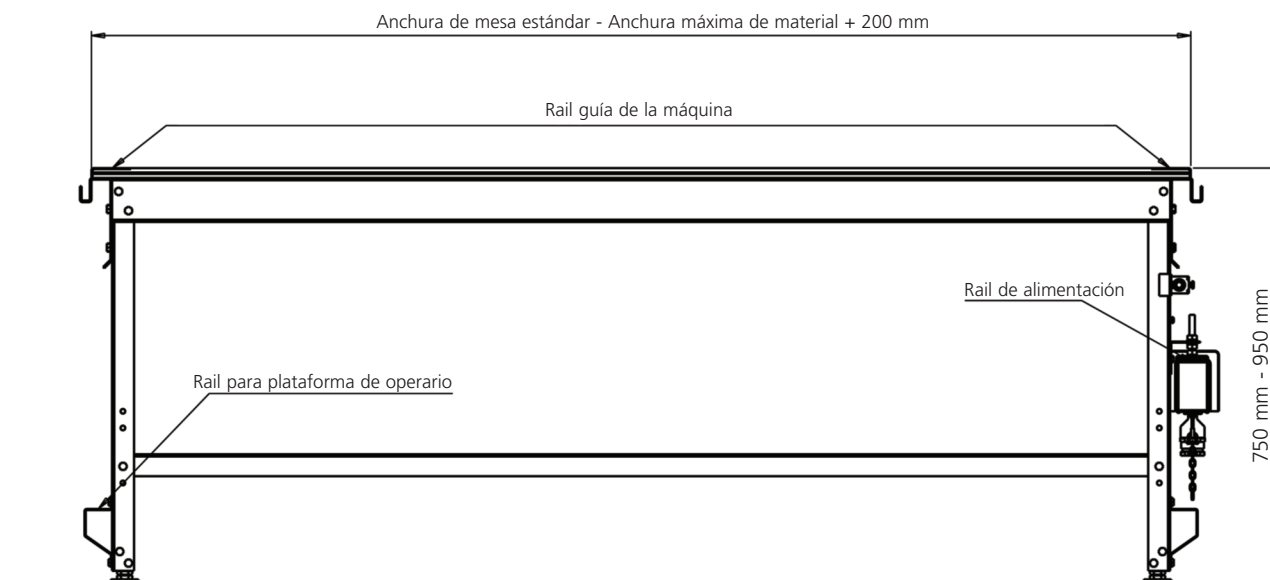 Anchura de mesa estándar - Anchura máxima de material + 200 mm
Rail guía de la máquina
Rail de alimentación
750 mm - 950 mm
Rail para plataforma de operario